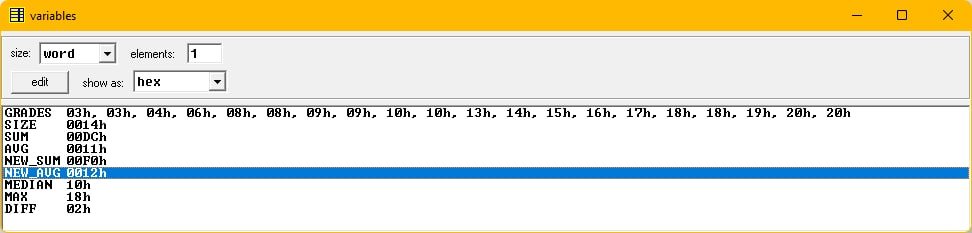 variables
size: word elements: 1
edit show as: hex
GRADES 03h, 03h, 04h, 06h, 08h, 08h, 09h, 09h, 10h, 10h, 13h, 14h, 15h, 16h, 17h, 18h, 18h, 19h, 20h, 20h
SIZE 0014h
SUM 00DCh
AVG 0011h
NEW_SUM 00F0h
NEW_AVG 0012h
MEDIAN 10h
MAX 18h
DIFF 02h